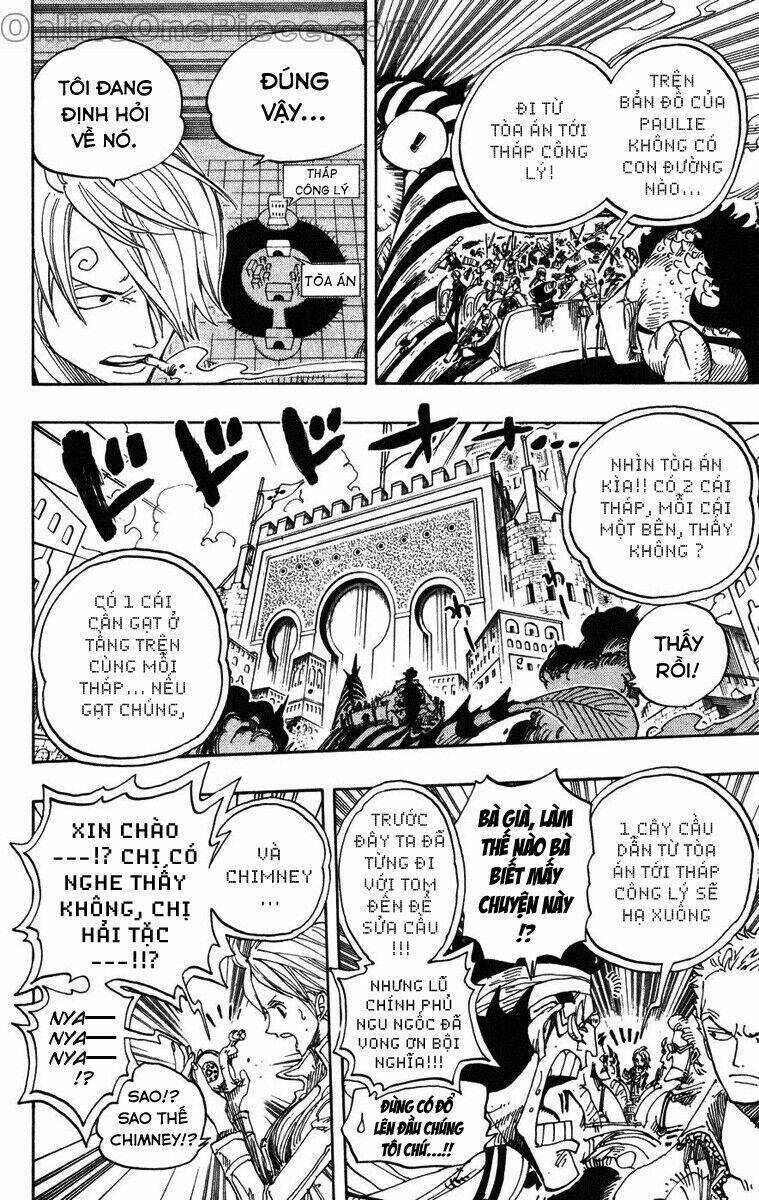 OnlineOnePiece.com
TRÊN
BẢN ĐỒ CỦA
PAULIE
KHÔNG CÓ
CON ĐƯỜNG
NÀO...
ĐI TỪ
TÒA ÁN TỚI
THÁP CÔNG
LÝ!
ĐÚNG
VẬY...
TÔI ĐANG
ĐỊNH HỎI
VỀ NÓ.
THÁP
CÔNG LÝ
TÒA ÁN
NHÌN TÒA ÁN
KÌA!! CÓ 2 CÁI
THÁP, MỖI CÁI
MỘT BÊN, THẤY
KHÔNG ?
THẤY
RỒI!
ドドドォォ
CÓ 1 CÁI
CẦN GẠT Ở
TẦNG TRÊN
CÙNG MỖI
THÁP... NẾU
GẠT CHÚNG,
1 CÂY CẦU
DẪN TỪ TÒA
ÁN TỚI THÁP
CÔNG LÝ SẼ
HẠ XUỐNG
BÀ GIÀ, LÀM
THẾ NÀO BÀ
BIẾT MẤY
CHUYỆN NÀY
!?
TRƯỚC
ĐÂY TA ĐÃ
TỪNG ĐI
VỚI TOM
ĐẾN ĐỂ
SỬA CẦU
!!!
NHƯNG LŨ
CHÍNH PHỦ
NGU NGỐC ĐÃ
VONG ƠN BỘI
NGHĨA!!!
ĐỪNG CÓ ĐỔ
LÊN ĐẦU CHÚNG
TÔI CHỨ...!!
VÀ
CHIMNEY
...
XIN CHÀO
---!? CHỊ CÓ
NGHE THẤY
KHÔNG, CHỊ
HẢI TẶC
---!!?
NYA—
NYA—
NYA—
!?
SAO!?
SAO THẾ
CHIMNEY!?